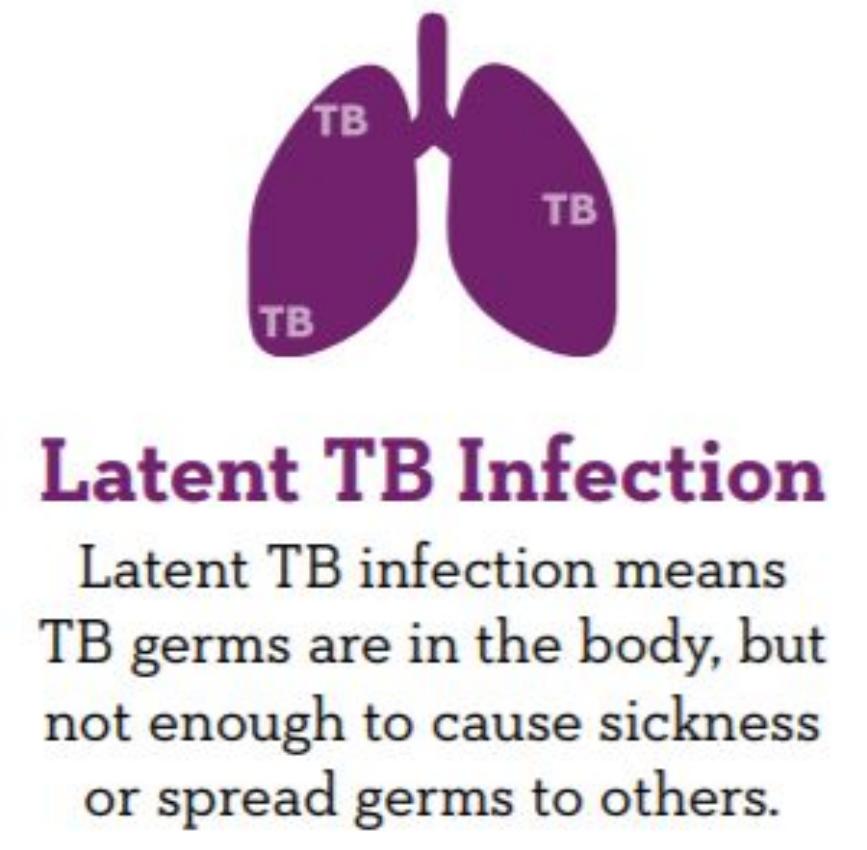 TB
TB
TB
Latent TB Infection
Latent TB infection means
TB germs are in the body, but
not enough to cause sickness
or spread germs to others.